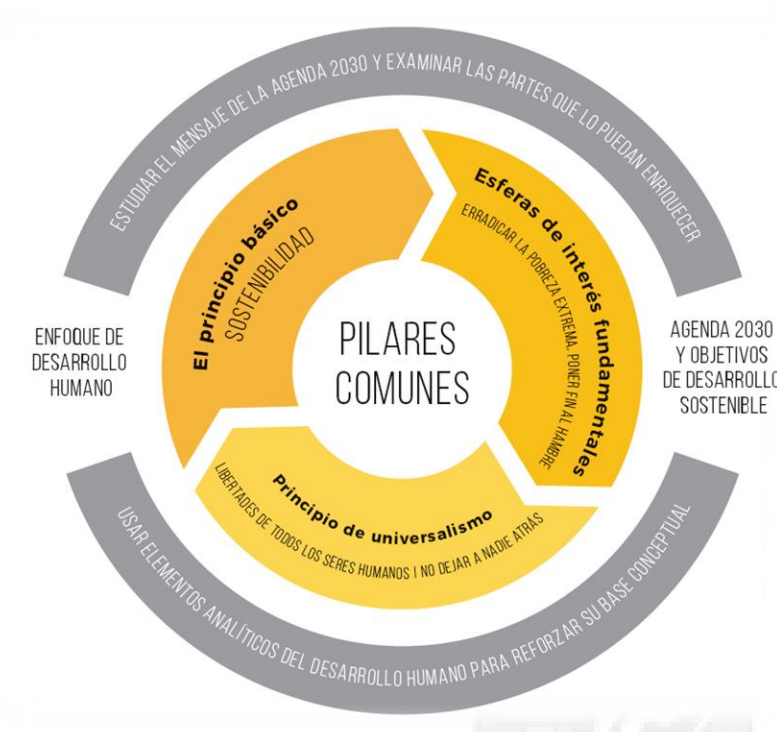 ESTUDIAR EL MENSAJE DE LA AGENDA 2030 Y EXAMINAR LAS PARTES QUE LO PUEDAN ENRIQUECER
El principio básico
SOSTENIBILIDAD
Esferas de interés fundamentales
ERRADICAR LA POBREZA EXTREMA, PONER FIN AL HAMBRE
ENFOQUE DE
DESARROLLO
HUMANO
PILARES
COMUNES
AGENDA 2030
Y OBJETIVOS
DE DESARROLLO
SOSTENIBLE
Principio de universalismo
LIBERTADES DE TODOS LOS SERES HUMANOS | NO DEJAR A NADIE ATRÁS
USAR ELEMENTOS ANALÍTICOS DEL DESARROLLO HUMANO PARA REFORZAR SU BASE CONCEPTUAL